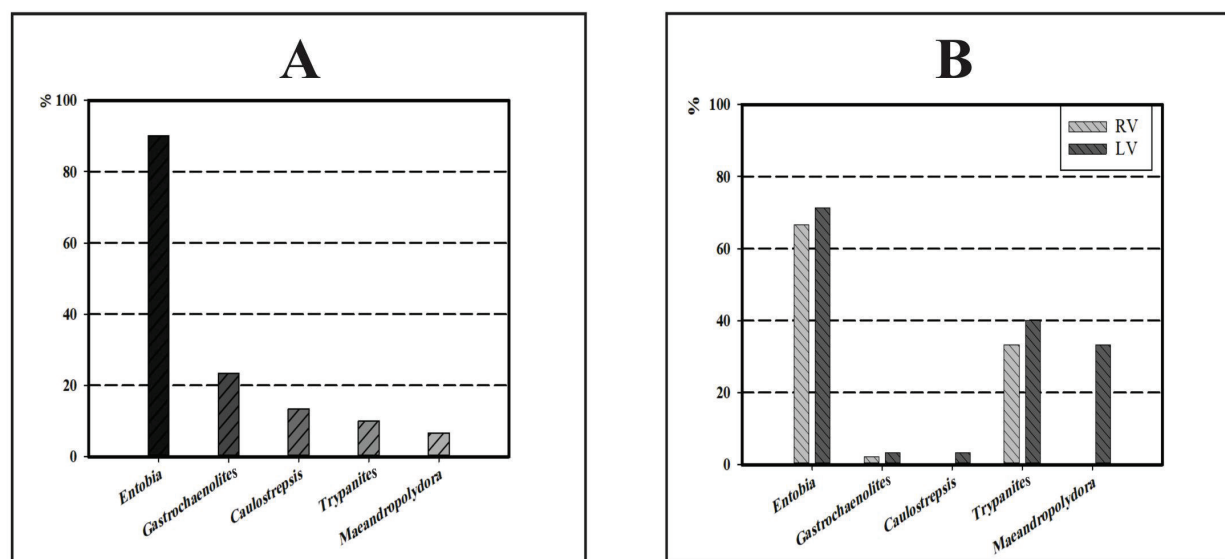 A
%
100
80
60
40
20
0
Entobia
Gastrochaenolites
Caulostrepsis
Trypanites
Maeandropolydora
B
%
100
80
60
40
20
0
RV
LV
Entobia
Gastrochaenolites
Caulostrepsis
Trypanites
Maeandropolydora